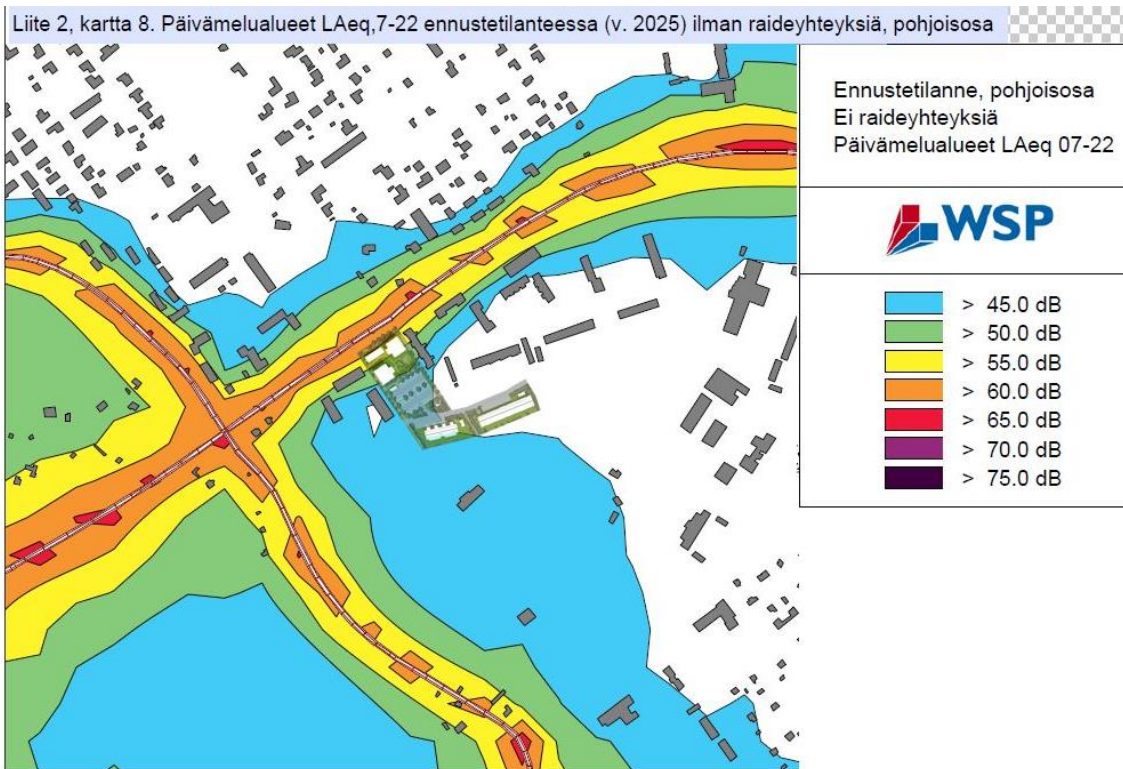 Liite 2, kartta 8. Päivämelualueet LAeq,7-22 ennustetilanteessa (v. 2025) ilman raideyhteyksiä, pohjoisosa
Ennustetilanne, pohjoisosa
Ei raideyhteyksiä
Päivämelualueet LAeq 07-22
WSP
> 45.0 dB
> 50.0 dB
> 55.0 dB
> 60.0 dB
> 65.0 dB
> 70.0 dB
> 75.0 dB